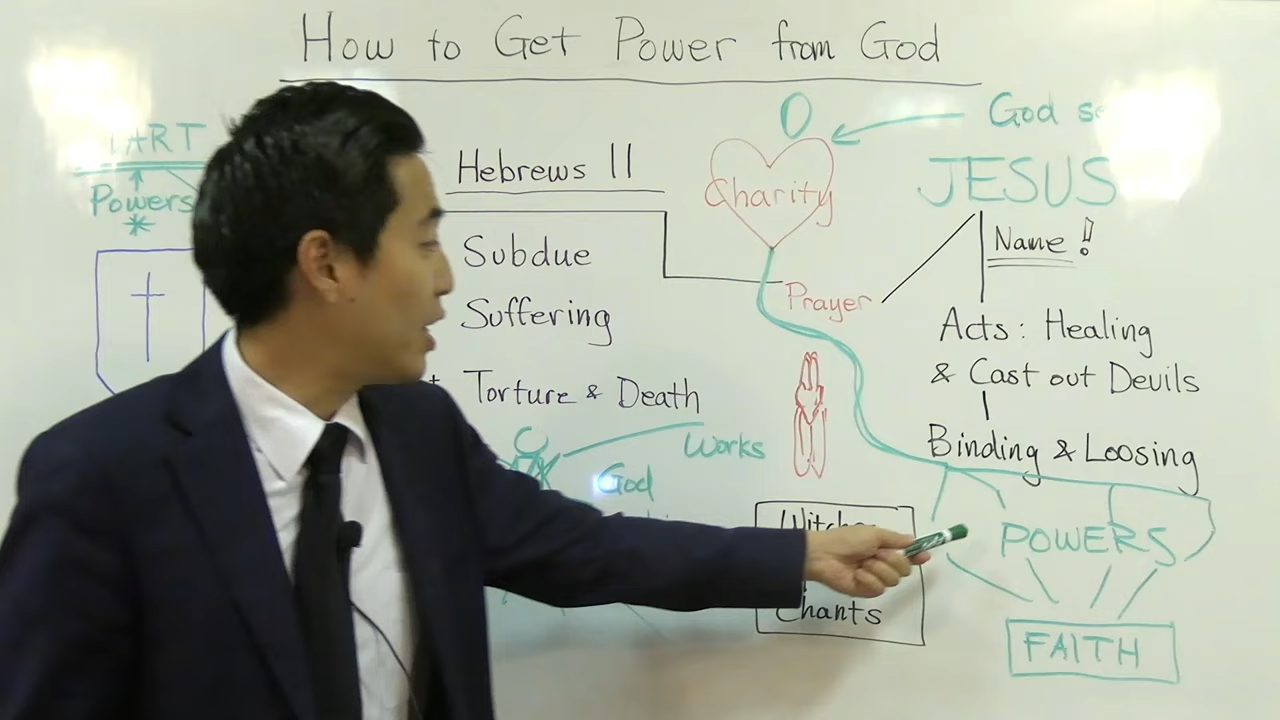 How to Get Power from God
Powers
Hebrews 11
Subdue
Suffering
Torture & Death
Works
God
Charity
Prayer
God
JESUS
Name!
Acts: Healing
& Cast out Devils
Binding & Loosing
POWERS
FAITH
Chants